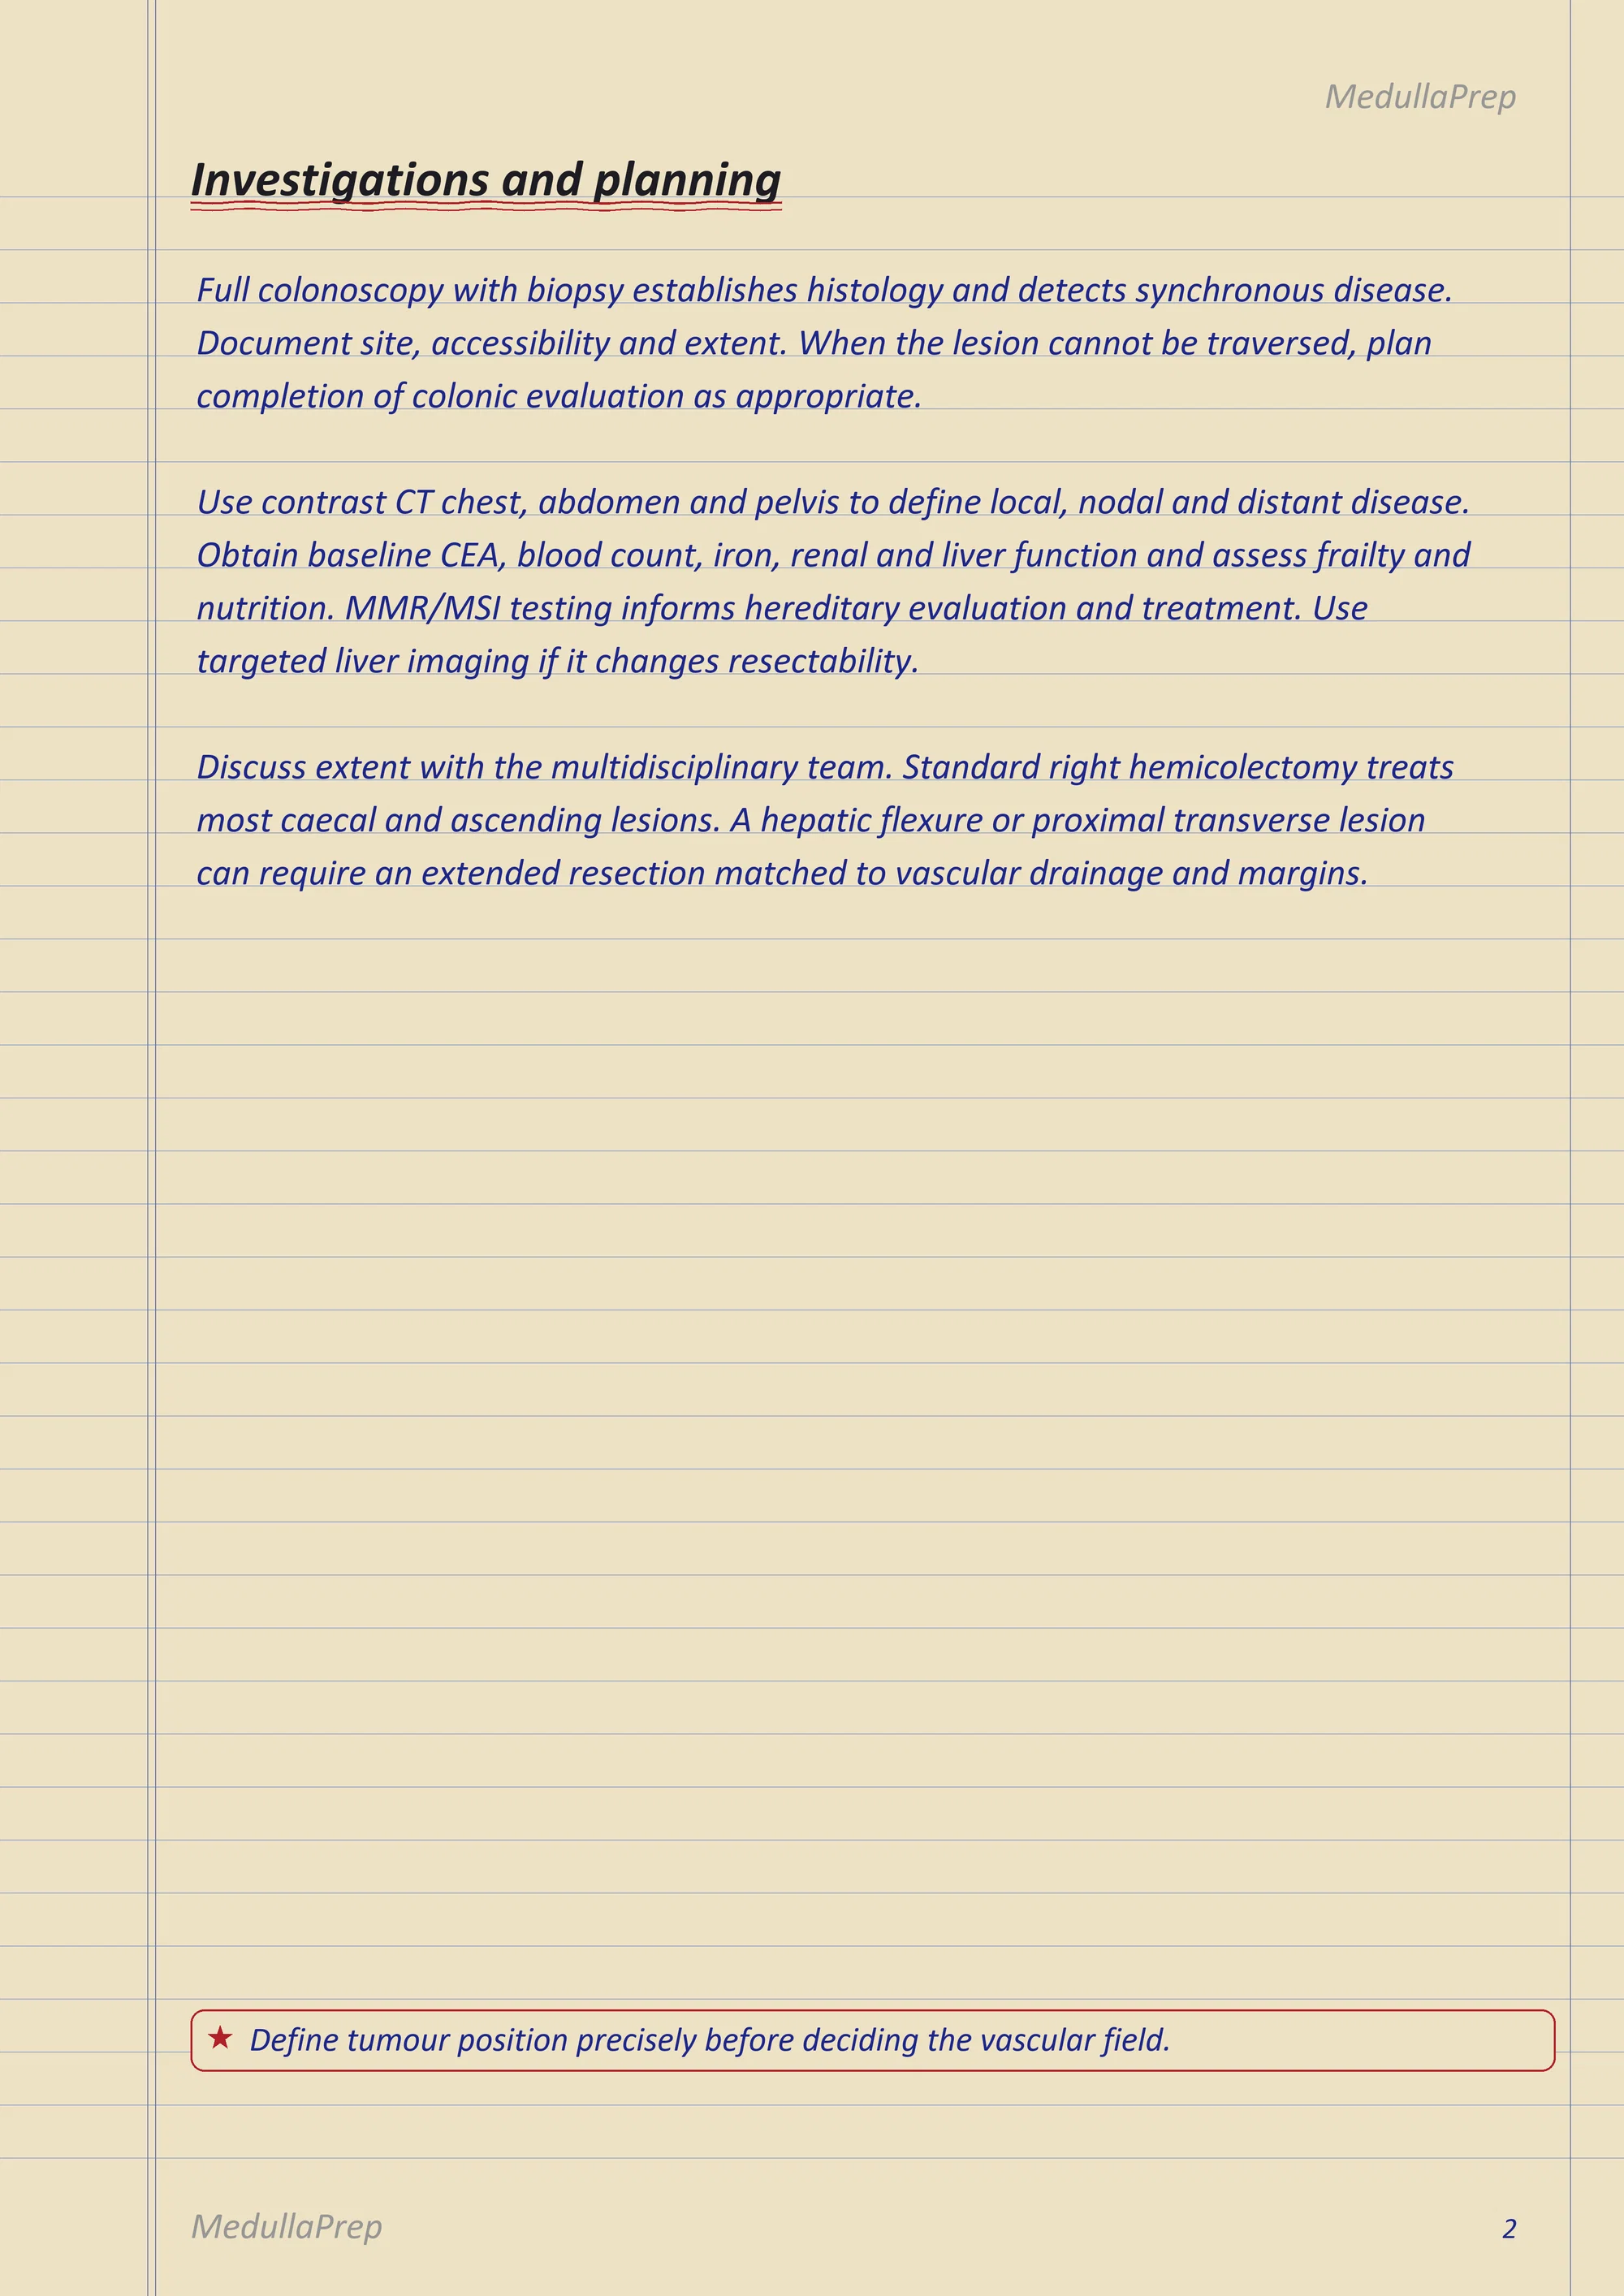 MedullaPrep
Investigations and planning
Full colonoscopy with biopsy establishes histology and detects synchronous disease.
Document site, accessibility and extent. When the lesion cannot be traversed, plan
completion of colonic evaluation as appropriate.
Use contrast CT chest, abdomen and pelvis to define local, nodal and distant disease.
Obtain baseline CEA, blood count, iron, renal and liver function and assess frailty and
nutrition. MMR/MSI testing informs hereditary evaluation and treatment. Use
targeted liver imaging if it changes resectability.
Discuss extent with the multidisciplinary team. Standard right hemicolectomy treats
most caecal and ascending lesions. A hepatic flexure or proximal transverse lesion
can require an extended resection matched to vascular drainage and margins.
★ Define tumour position precisely before deciding the vascular field.
MedullaPrep
2